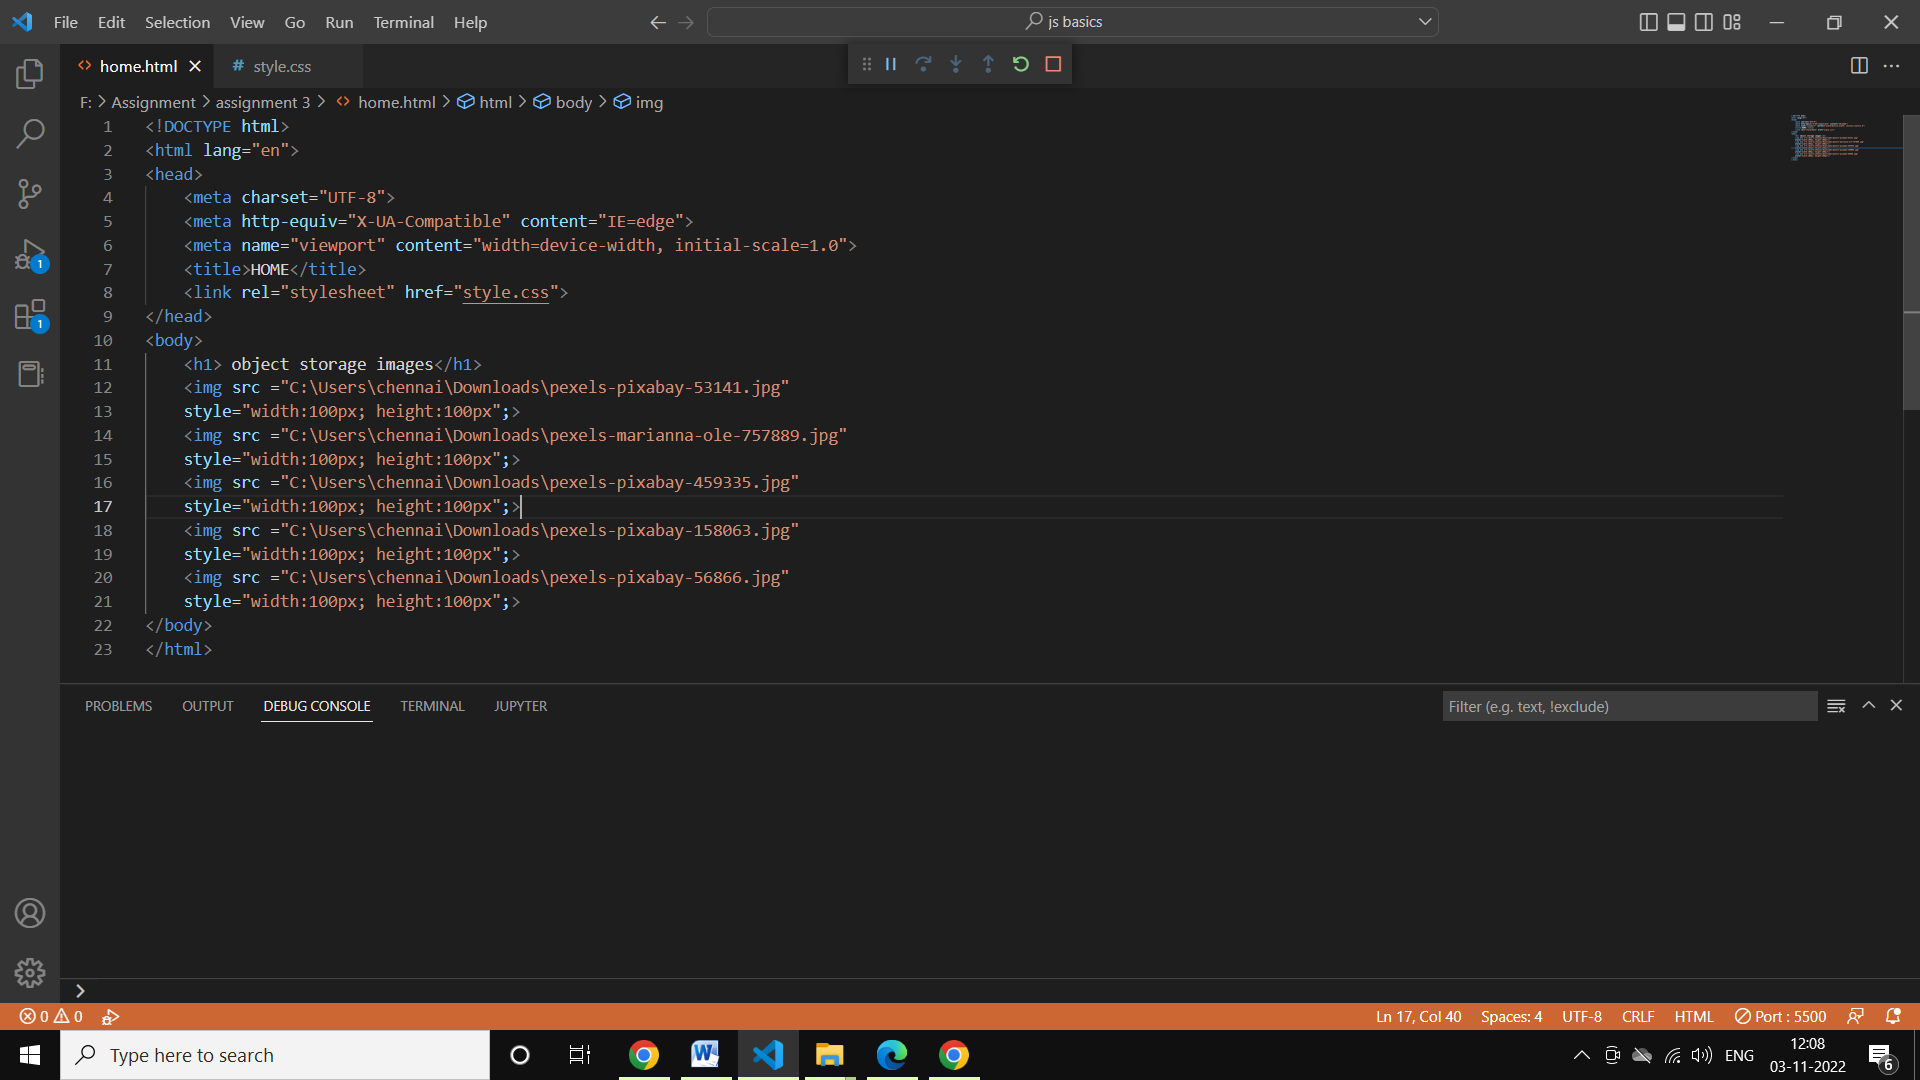 File Edit Selection View Go Run Terminal Help
js basics
home.html
# style.css
F: > Assignment > assignment 3 > home.html > html > body > img
1 <!DOCTYPE html>
2 <html lang="en">
3 <head>
4 <meta charset="UTF-8">
5 <meta http-equiv="X-UA-Compatible" content="IE=edge">
6 <meta name="viewport" content="width=device-width, initial-scale=1.0">
7 <title>HOME</title>
8 <link rel="stylesheet" href="style.css">
9 </head>
10 <body>
11 <h1> object storage images</h1>
12 <img src ="C:\Users\chennai\Downloads\pexels-pixabay-53141.jpg"
13 style="width:100px; height:100px";>
14 <img src ="C:\Users\chennai\Downloads\pexels-marianna-ole-757889.jpg"
15 style="width:100px; height:100px";>
16 <img src ="C:\Users\chennai\Downloads\pexels-pixabay-459335.jpg"
17 style="width:100px; height:100px";>
18 <img src ="C:\Users\chennai\Downloads\pexels-pixabay-158063.jpg"
19 style="width:100px; height:100px";>
20 <img src ="C:\Users\chennai\Downloads\pexels-pixabay-56866.jpg"
21 style="width:100px; height:100px";>
22 </body>
23 </html>
1
1
PROBLEMS OUTPUT DEBUG CONSOLE TERMINAL JUPYTER
Filter (e.g. text, !exclude)
0 0
Ln 17, Col 40 Spaces: 4 UTF-8 CRLF HTML Port : 5500
Type here to search
W
ENG
12:08
03-11-2022
6